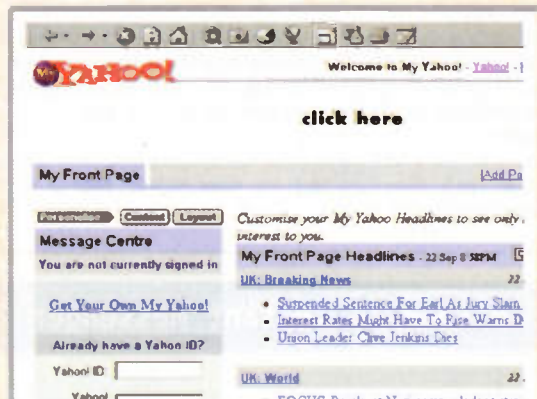 My YAHOO!
Welcome to My Yahoo! - Yahoo! -
click here
My Front Page
[Add Pa
Personalise Content Layout
Message Centre
You are not currently signed in
Get Your Own My Yahoo!
Already have a Yahoo ID?
Yahoo! ID:
Yahoo!
Customise your My Yahoo Headlines to see only
interest to you.
My Front Page Headlines - 22 Sep 8:58PM
UK: Breaking News 22
Suspended Sentence For Earl As Jury Slam
Interest Rates Might Have To Rise Warns
Union Leader Clive Jenkins Dies
UK: World 22
FOCUS